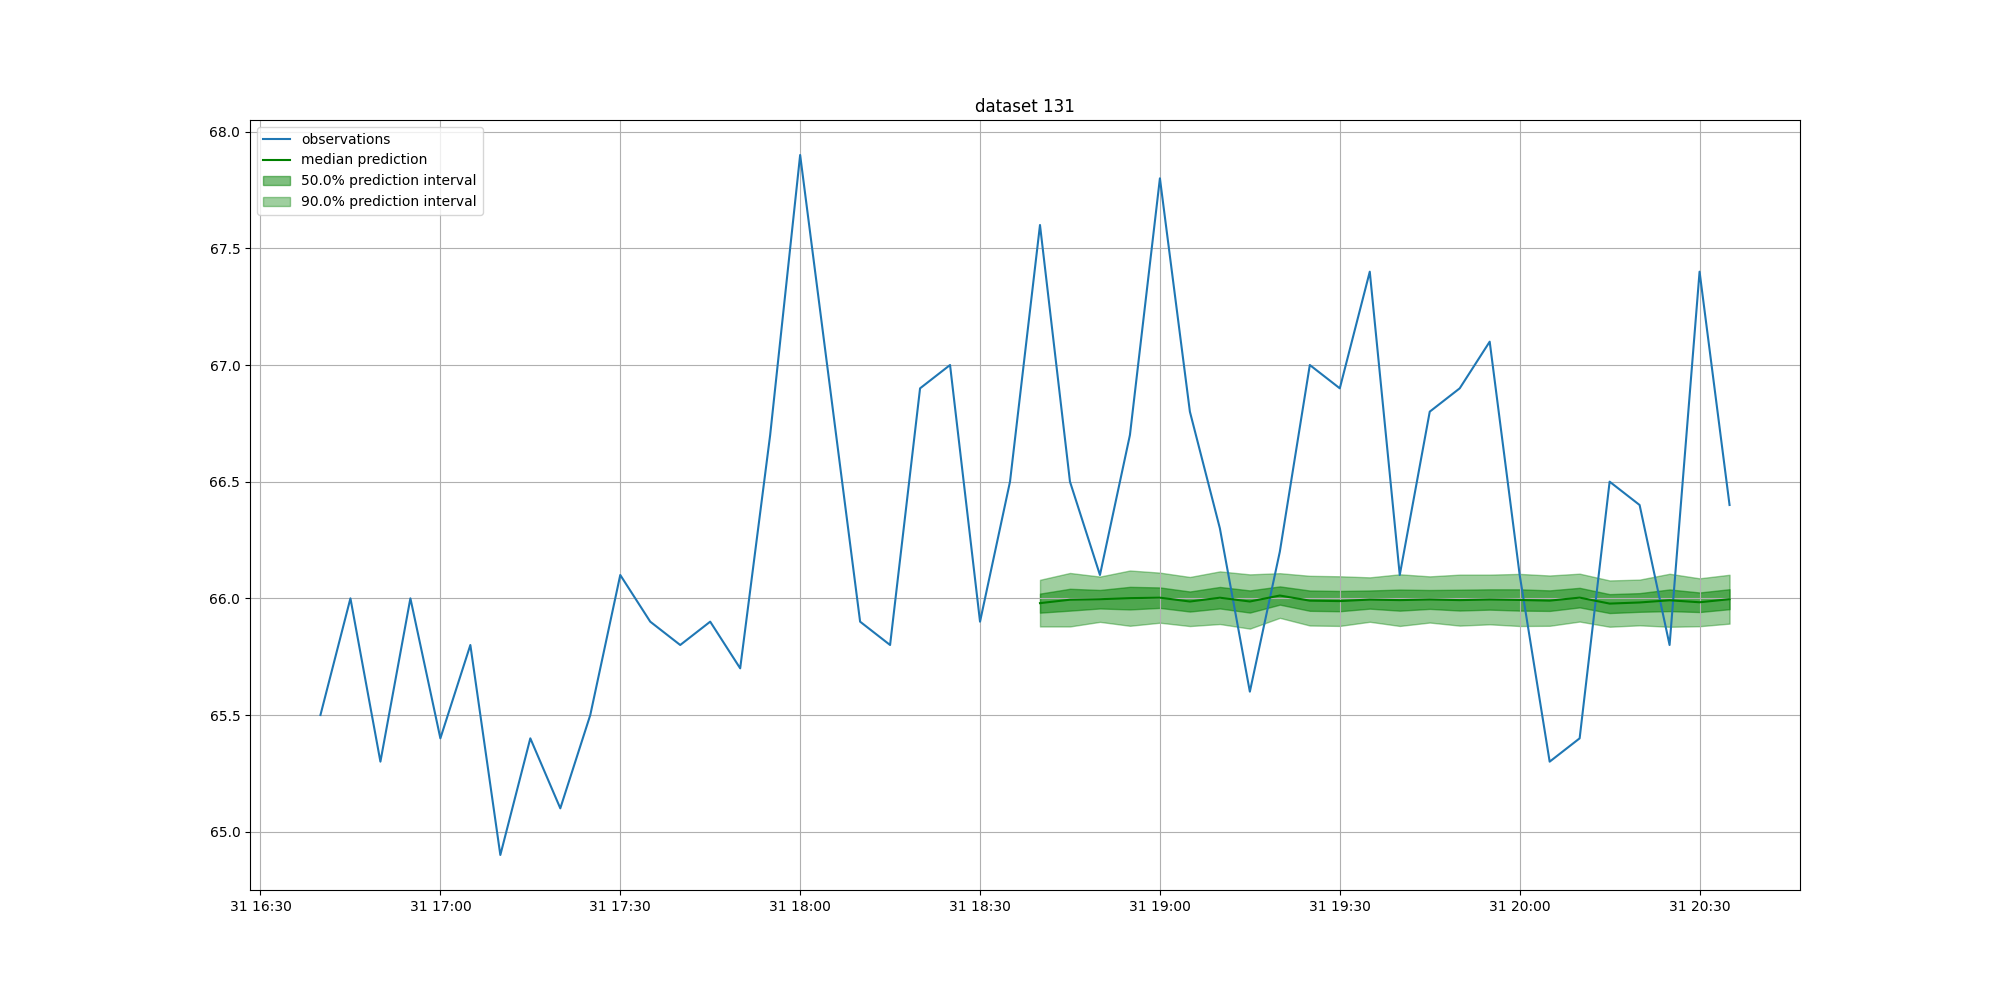 dataset 131
68.0
67.5
67.0
66.5
66.0
65.5
65.0
observations
median prediction
50.0% prediction interval
90.0% prediction interval
31 16:30 31 17:00 31 17:30 31 18:00 31 18:30 31 19:00 31 19:30 31 20:00 31 20:30